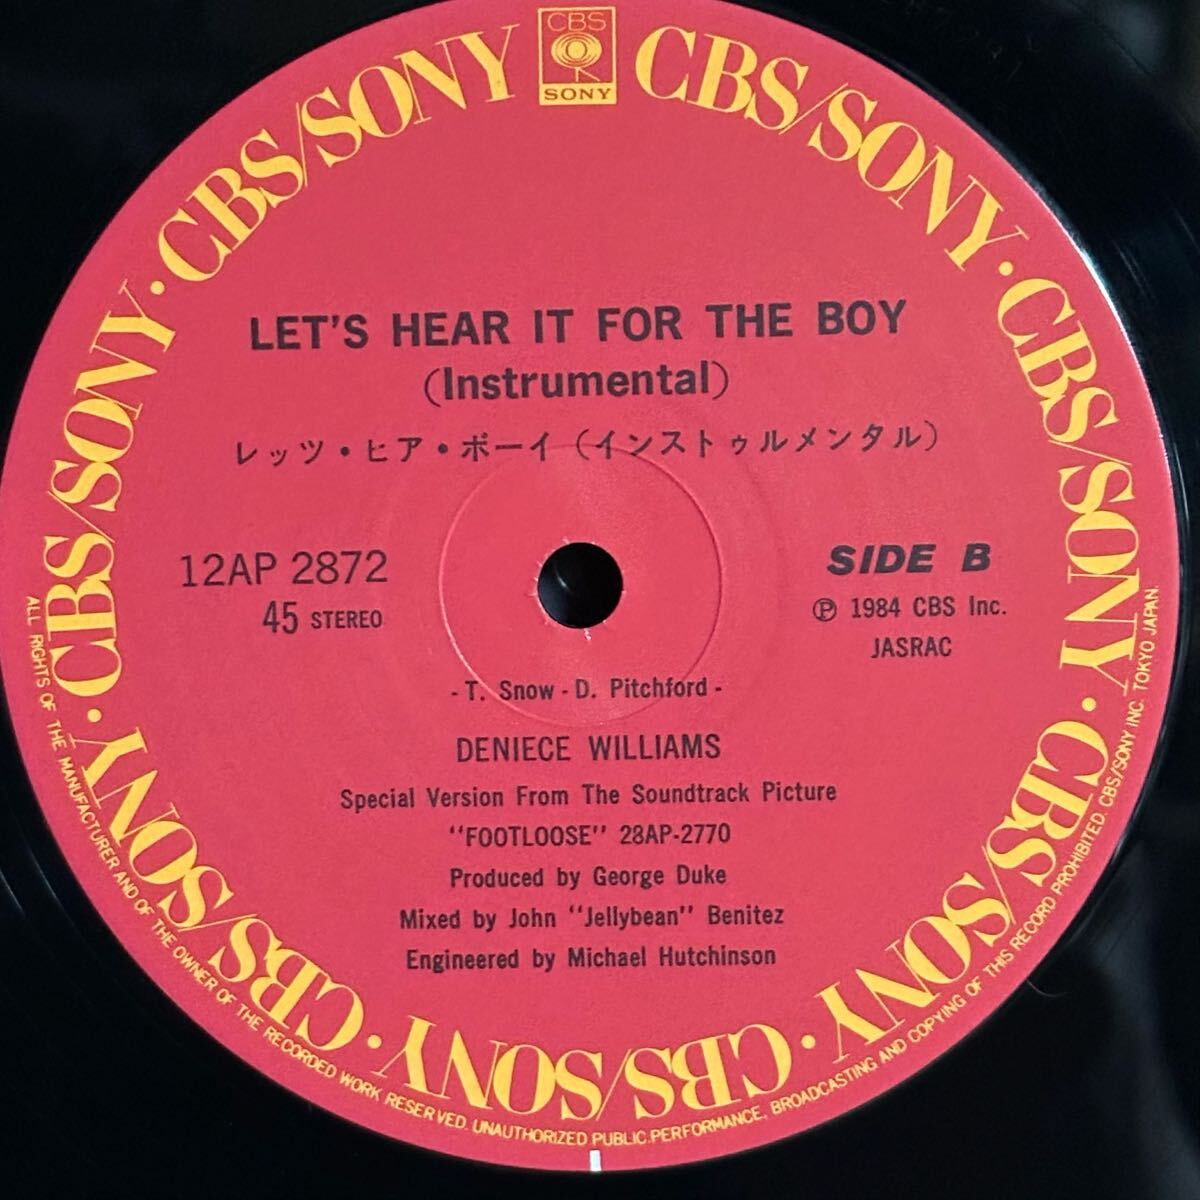 CBS
SONY
CBS/SONY · CBS/SONY · CBS/SONY · CBS/SONY · CBS/SONY · CBS/SONY · CBS/SONY · CBS/SONY
LET'S HEAR IT FOR THE BOY
(Instrumental)
レッツ・ヒア・ボーイ（インストゥルメンタル）
12AP 2872
45 STEREO
SIDE B
Ⓟ 1984 CBS Inc.
JASRAC
- T. Snow - D. Pitchford -
DENIECE WILLIAMS
Special Version From The Soundtrack Picture
"FOOTLOOSE" 28AP-2770
Produced by George Duke
Mixed by John "Jellybean" Benitez
Engineered by Michael Hutchinson
ALL RIGHTS OF THE MANUFACTURER AND OF THE OWNER OF THE RECORDED WORK RESERVED. UNAUTHORIZED PUBLIC PERFORMANCE, BROADCASTING AND COPYING OF THIS RECORD PROHIBITED. CBS/SONY INC. TOKYO JAPAN.